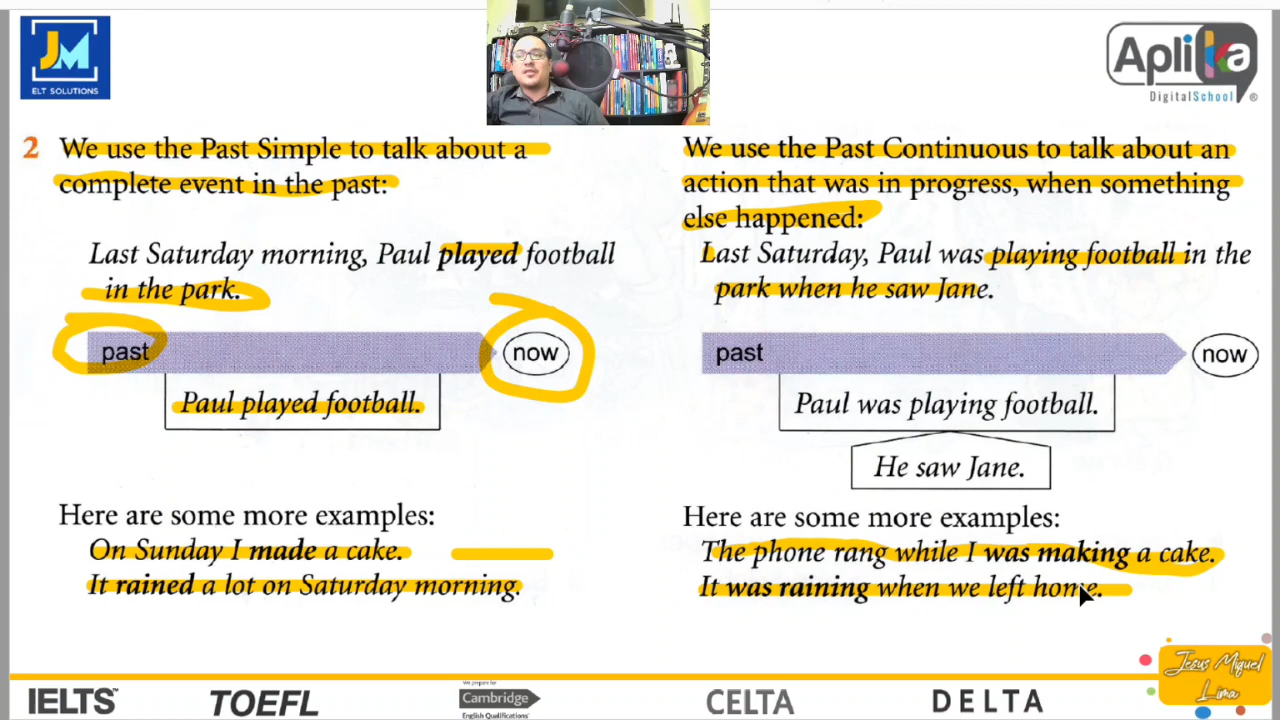 JM
ELT SOLUTIONS
Aplika
DigitalSchool ®
2 We use the Past Simple to talk about a
complete event in the past:
Last Saturday morning, Paul played football
in the park.
past
now
Paul played football.
Here are some more examples:
On Sunday I made a cake.
It rained a lot on Saturday morning.
We use the Past Continuous to talk about an
action that was in progress, when something
else happened:
Last Saturday, Paul was playing football in the
park when he saw Jane.
past
now
Paul was playing football.
He saw Jane.
Here are some more examples:
The phone rang while I was making a cake.
It was raining when we left home.
Jesus Miguel
Lima
IELTS™
TOEFL
We prepare for
Cambridge
English Qualifications
CELTA
DELTA